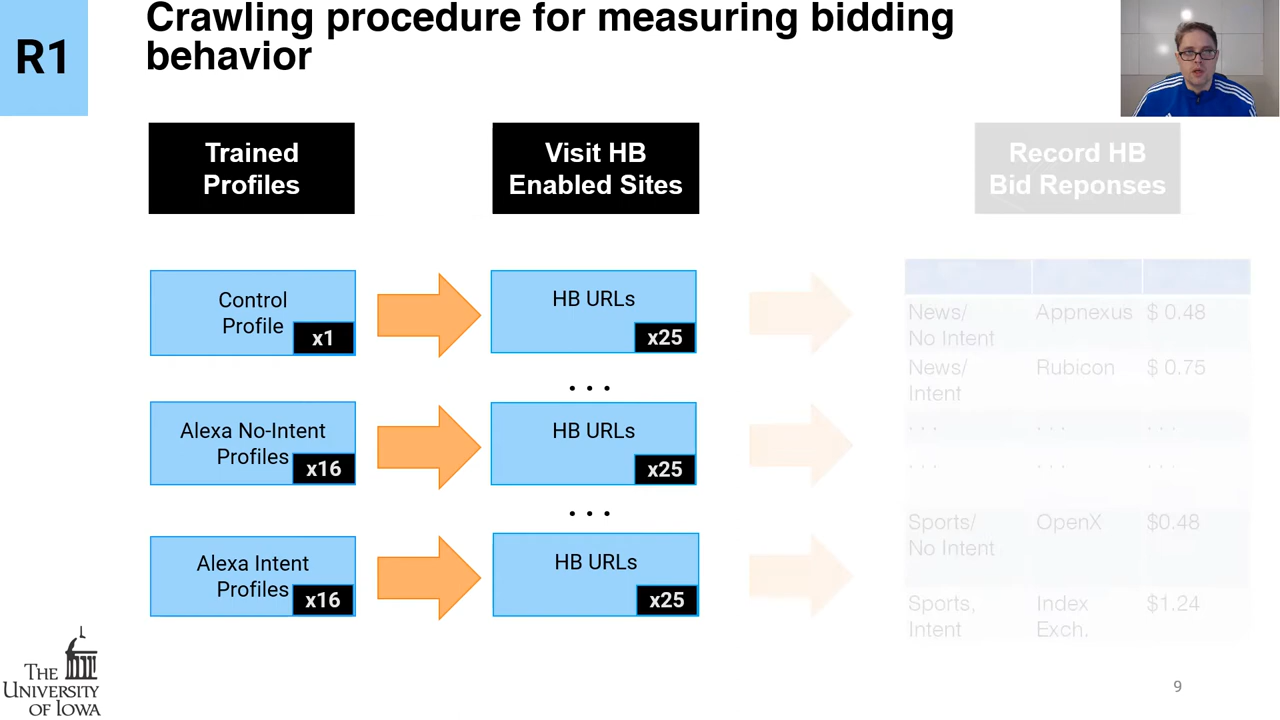 R1
Crawling procedure for measuring bidding
behavior
Trained
Profiles
Visit HB
Enabled Sites
Record HB
Bid Reponses
Control
Profile
x1
HB URLs
x25
. . .
Alexa No-Intent
Profiles
x16
HB URLs
x25
. . .
Alexa Intent
Profiles
x16
HB URLs
x25
News/
No Intent
Appnexus
$ 0.48
News/
Intent
Rubicon
$ 0.75
. . .
. . .
. . .
. . .
. . .
. . .
Sports/
No Intent
OpenX
$0.48
Sports,
Intent
Index
Exch.
$1.24
THE
UNIVERSITY
OF IOWA
9